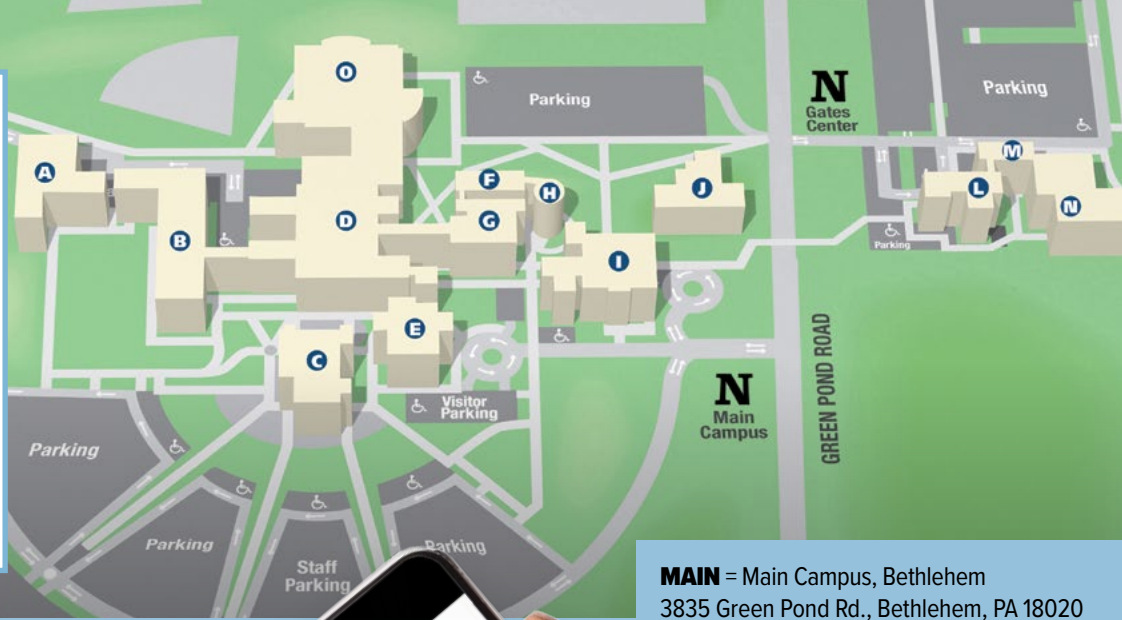 O
Parking
N
Gates
Center
Parking
A
M
F
H
J
L
N
B
D
G
I
Parking
E
C
Visitor
Parking
N
Main
Campus
GREEN POND ROAD
Parking
Parking
Staff
Parking
Parking
MAIN = Main Campus, Bethlehem
3835 Green Pond Rd., Bethlehem, PA 18020